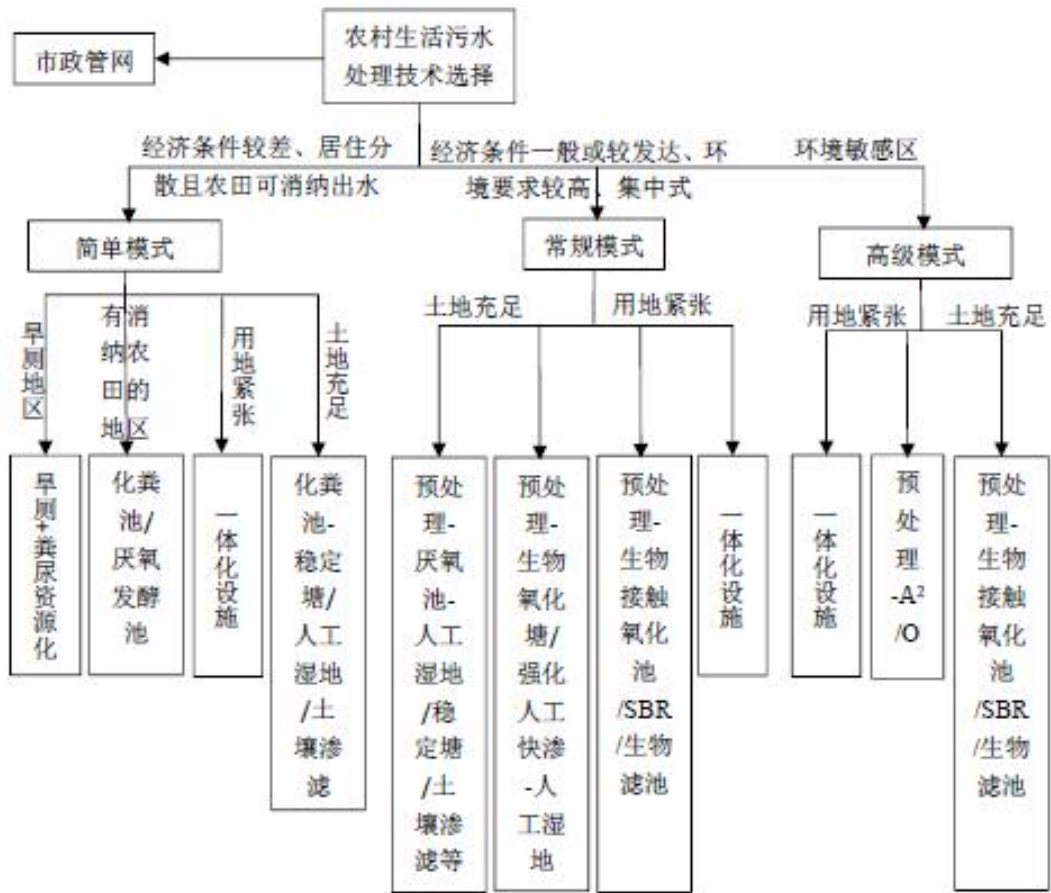 市政管网
农村生活污水
处理技术选择
经济条件较差、居住分
散且农田可消纳出水
经济条件一般或较发达、环
境要求较高、集中式
环境敏感区
简单模式
常规模式
高级模式
旱厕地区
有消
纳农
田的
地区
用地紧张
土地充足
土地充足
用地紧张
用地紧张
土地充足
旱厕+粪尿资源化
化粪
池/
厌氧
发酵
池
一体化设施
化粪
池-
稳定
塘/
人工
湿地
/土
壤渗
滤
预处
理-
厌氧
池-
人工
湿地
/稳
定塘
/土
壤渗
滤等
预处
理-
生物
氧化
塘/
强化
人工
快渗
-人
工湿
地
预处
理-
生物
接触
氧化
池
/SBR
/生物
滤池
一体化设施
一体化设施
预
处
理
-A²
/O
预处
理-
生物
接触
氧化
池
/SBR
/生物
滤池